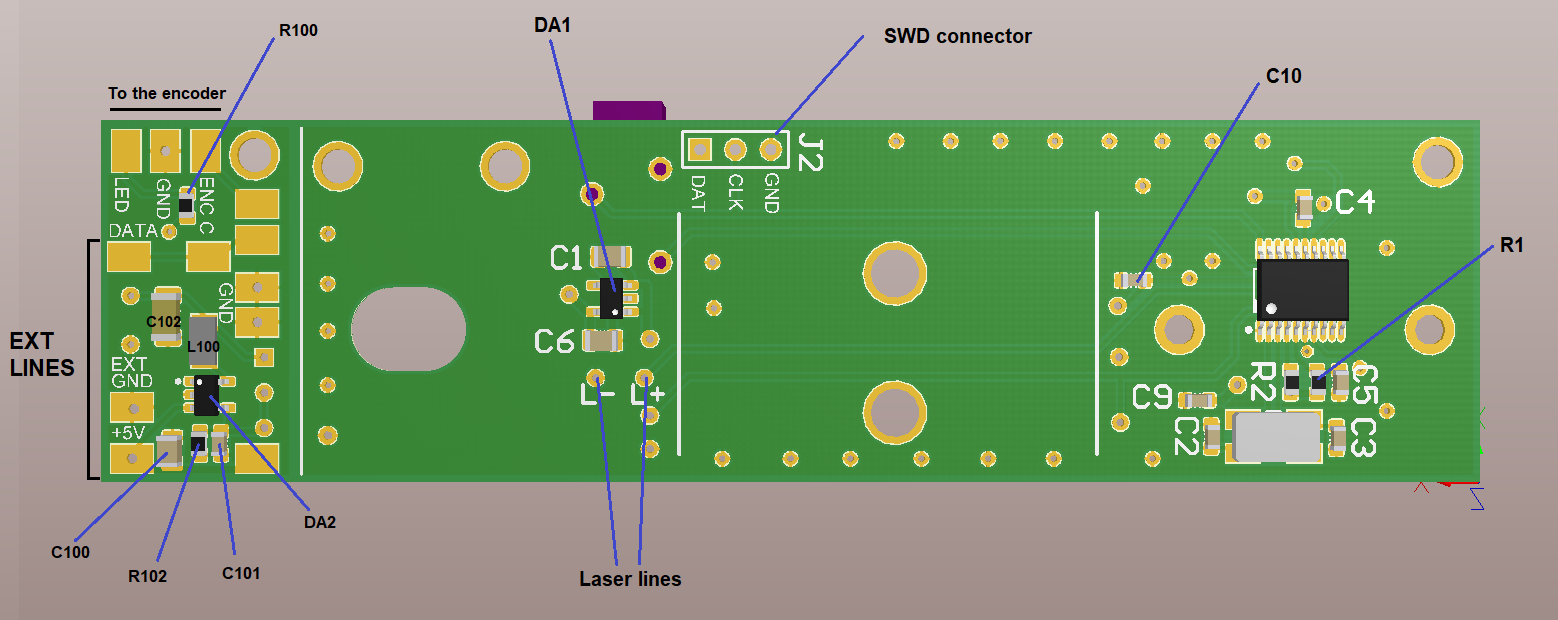 R100
DA1
SWD connector
C10
To the encoder
J2
LED
GND
ENC C
DAT
CLK
GND
DATA
C4
R1
C1
GND
C102
EXT
LINES
L100
C6
EXT
GND
L-
L+
R2
C5
C9
+5V
C2
C3
DA2
C100
R102
C101
Laser lines